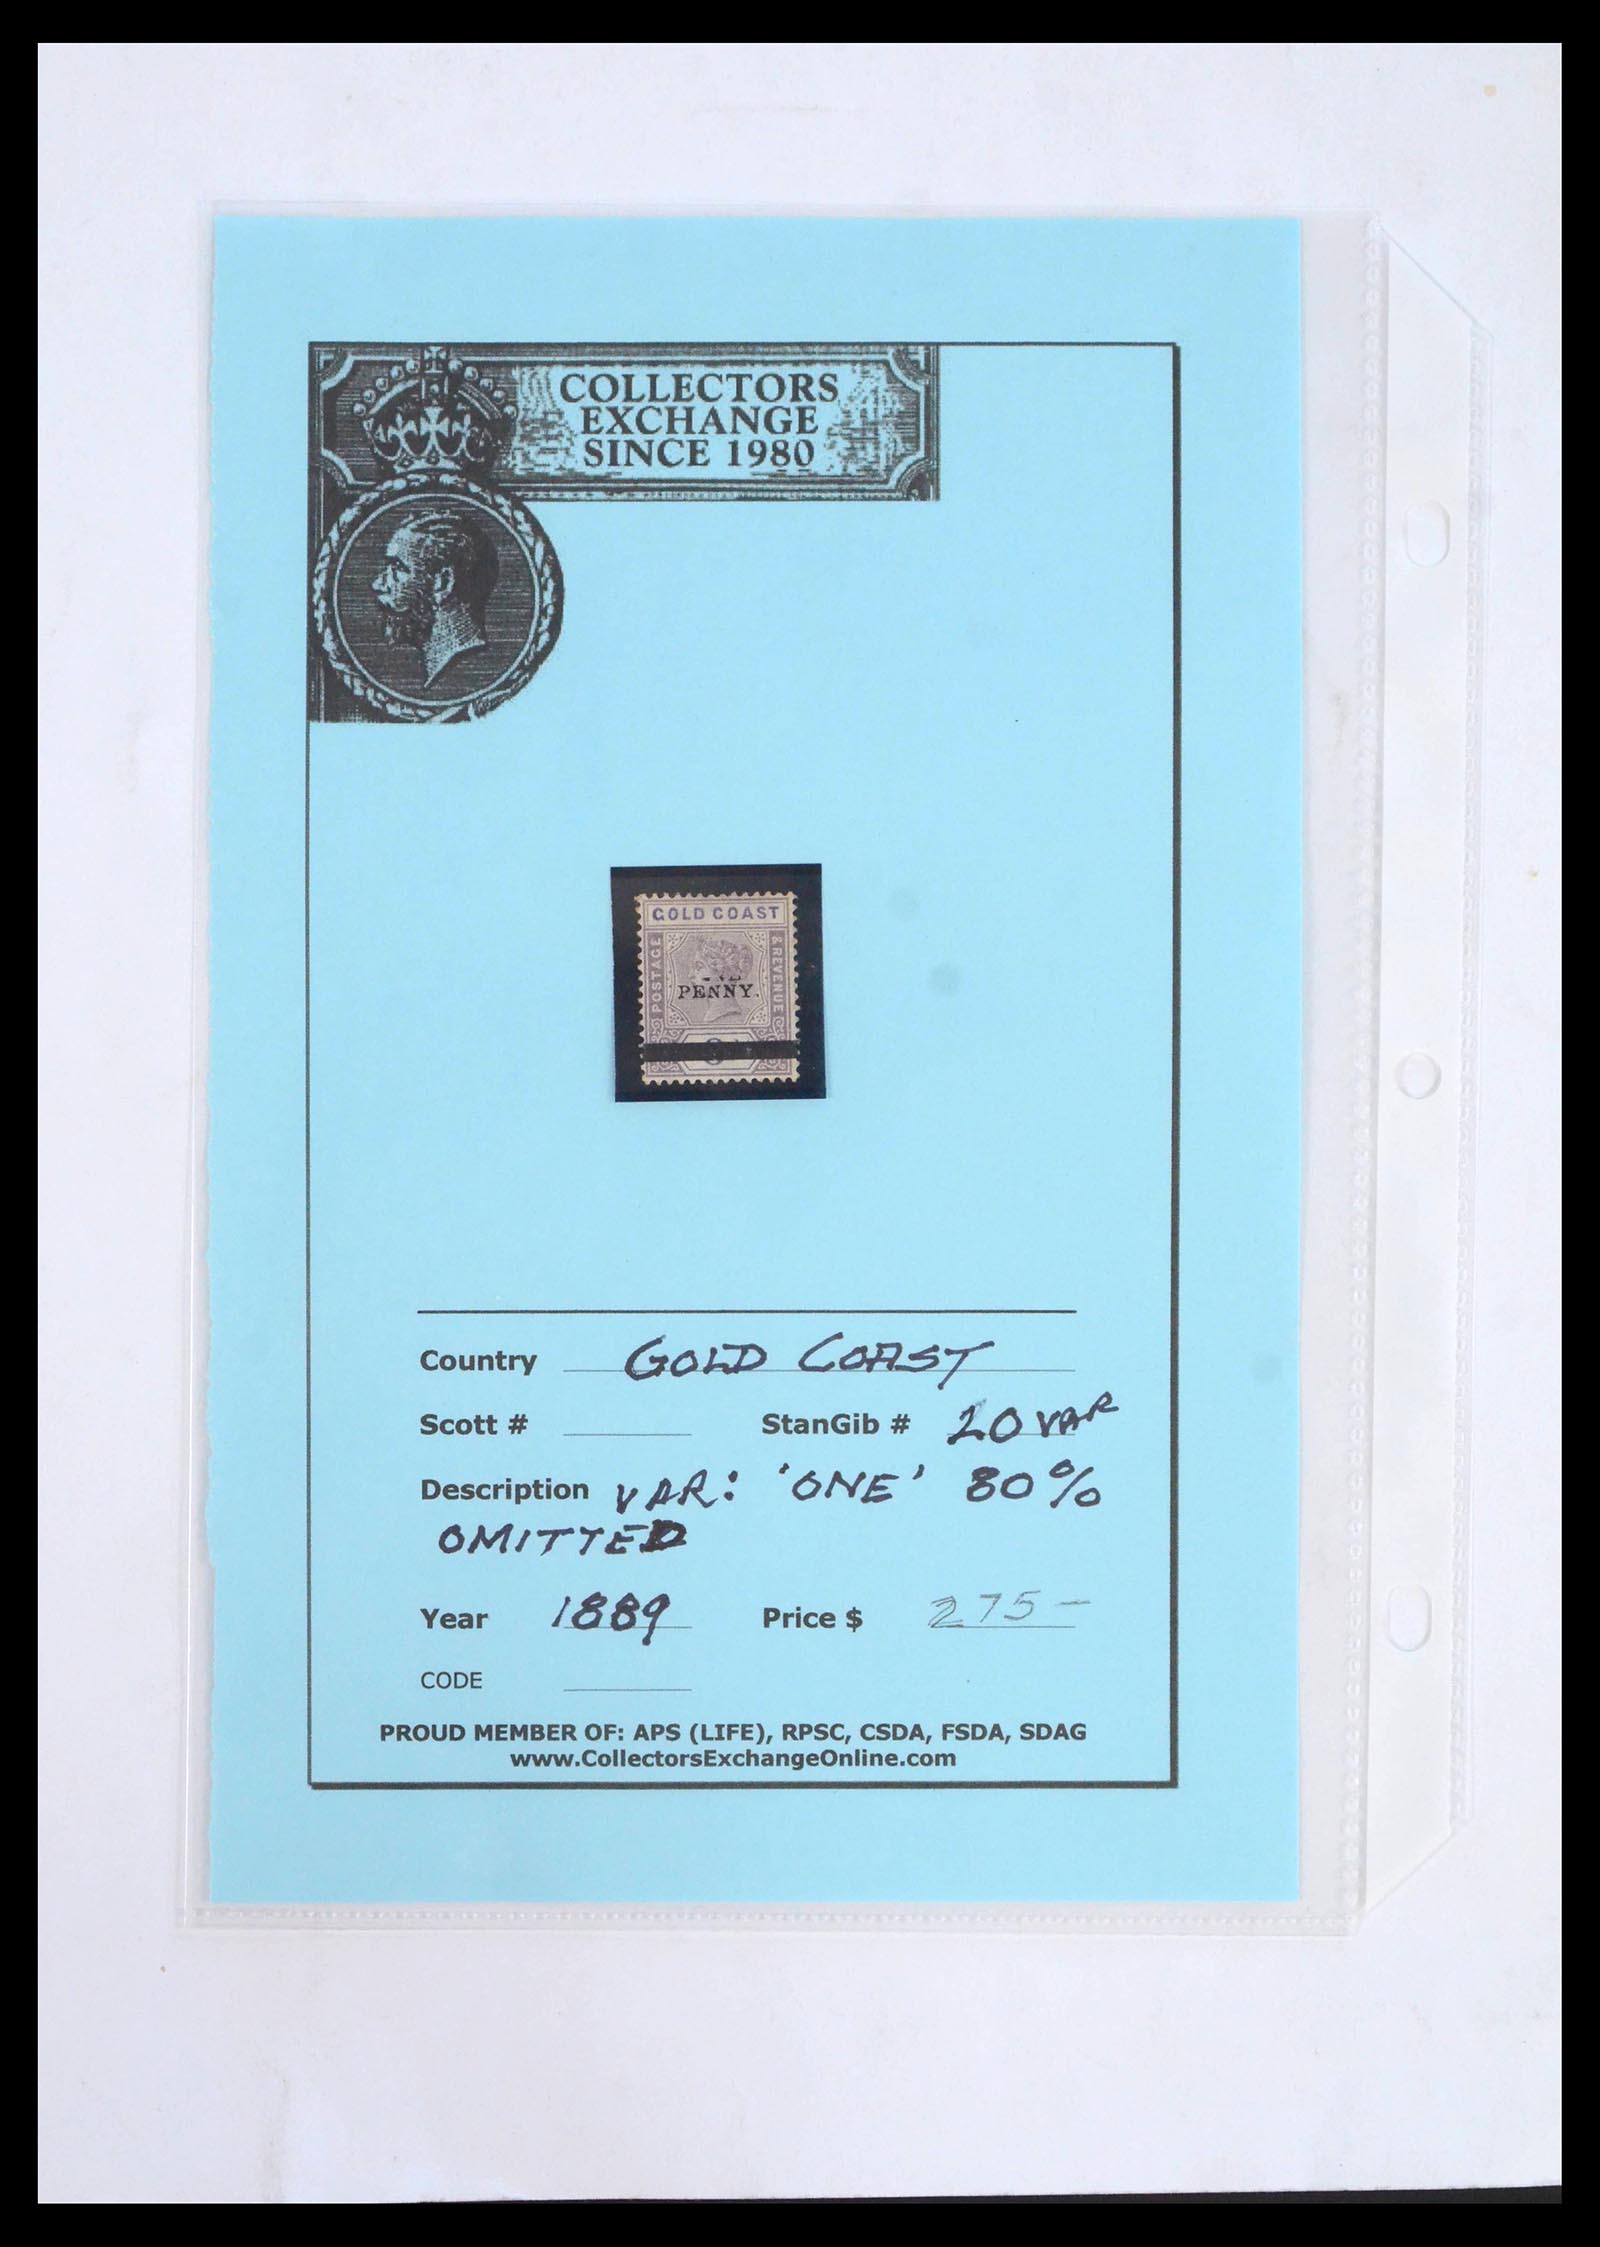 COLLECTORS
EXCHANGE
SINCE 1980
GOLD COAST
POSTAGE
& REVENUE
PENNY.
Country GOLD COAST
Scott # StanGib # 20 VAR
Description VAR: 'ONE' 80%
OMITTED
Year 1889 Price $ 275-
CODE
PROUD MEMBER OF: APS (LIFE), RPSC, CSDA, FSDA, SDAG
www.CollectorsExchangeOnline.com